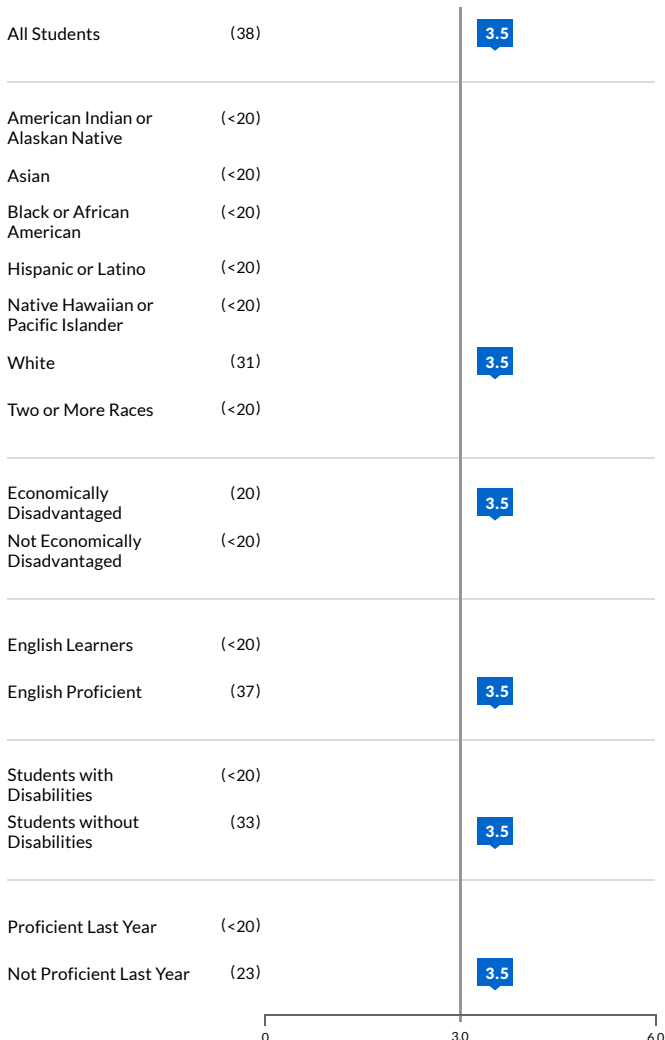 All Students (38) 3.5
American Indian or
Alaskan Native (<20)
Asian (<20)
Black or African
American (<20)
Hispanic or Latino (<20)
Native Hawaiian or
Pacific Islander (<20)
White (31) 3.5
Two or More Races (<20)
Economically
Disadvantaged (20) 3.5
Not Economically
Disadvantaged (<20)
English Learners (<20)
English Proficient (37) 3.5
Students with
Disabilities (<20)
Students without
Disabilities (33) 3.5
Proficient Last Year (<20)
Not Proficient Last Year (23) 3.5
0 3.0 6.0